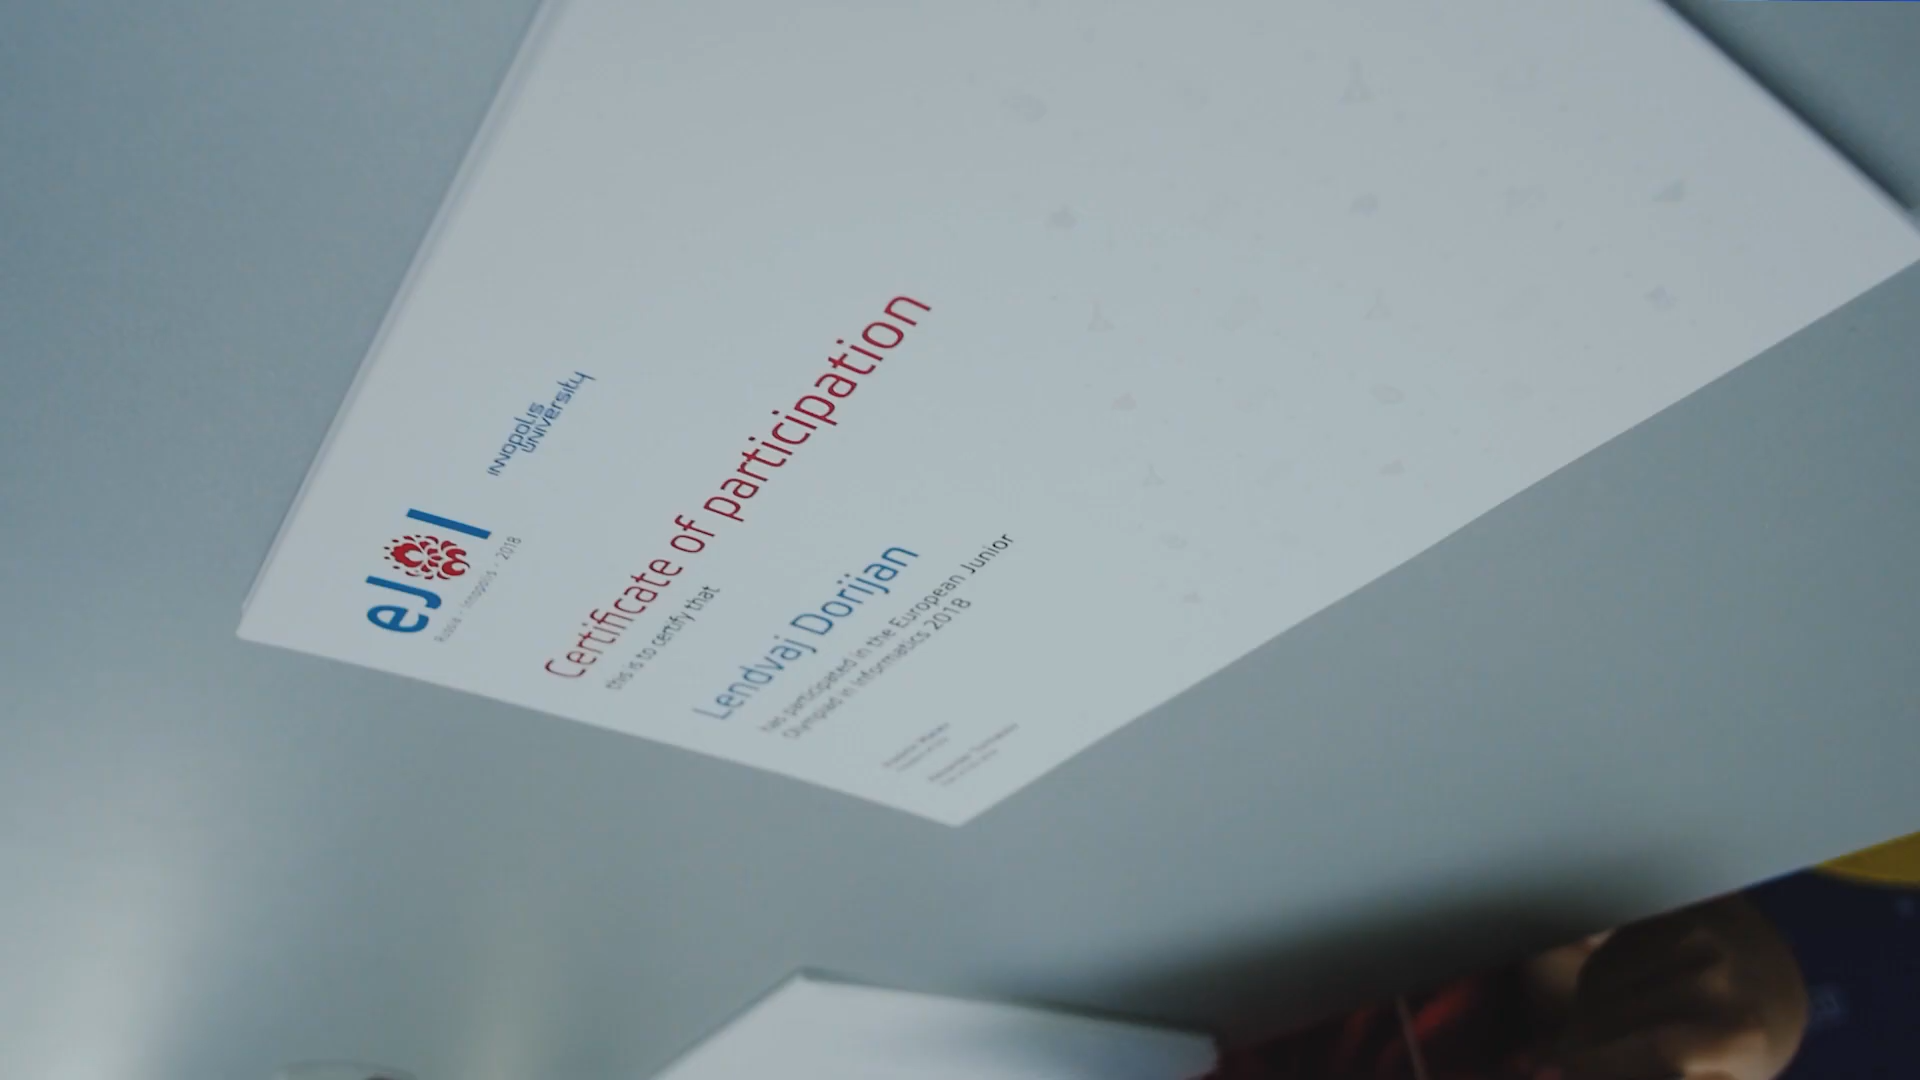 eJOI
Russia - Innopolis - 2018
INNOPOLIS
UNIVERSITY
Certificate of participation
this is to certify that
Lendvaj Dorijan
has participated in the European Junior
Olympiad in Informatics 2018